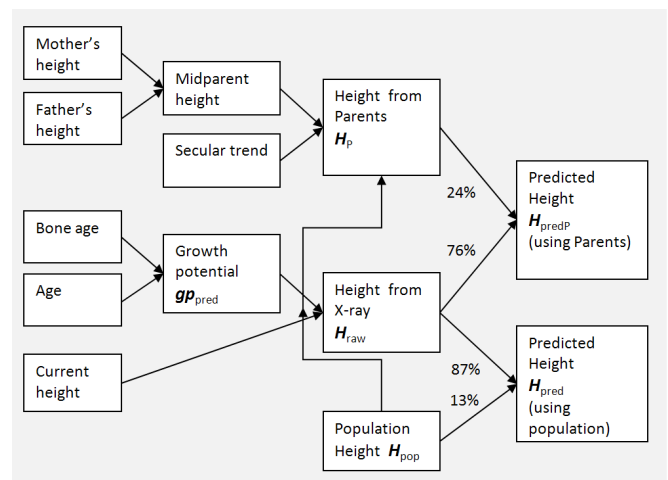 Mother's
height
Father's
height
Midparent
height
Secular trend
Height from
Parents
HP
24%
76%
Predicted
Height
HpredP
(using Parents)
Bone age
Age
Growth
potential
gppred
Current
height
Height from
X-ray
Hraw
87%
13%
Population
Height Hpop
Predicted
Height
Hpred
(using
population)